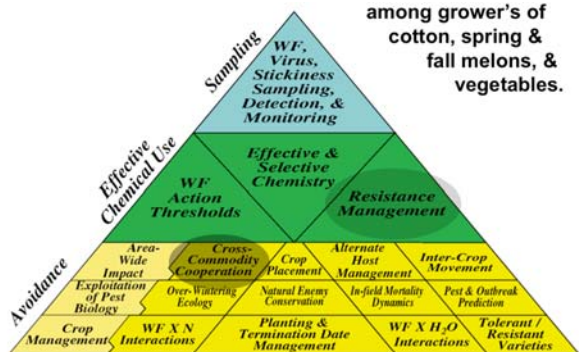 among grower's of
cotton, spring &
fall melons, &
vegetables.
Sampling
WF,
Virus,
Stickiness
Sampling,
Detection, &
Monitoring
Effective
Chemical Use
WF
Action
Thresholds
Effective &
Selective
Chemistry
Resistance
Management
Avoidance
Area-
Wide
Impact
Cross-
Commodity
Cooperation
Crop
Placement
Alternate
Host
Management
Inter-Crop
Movement
Exploitation
of Pest
Biology
Over-Wintering
Ecology
Natural Enemy
Conservation
In-field Mortality
Dynamics
Pest & Outbreak
Prediction
Crop
Management
WF X N
Interactions
Planting &
Termination Date
Management
WF X H2O
Interactions
Tolerant /
Resistant
Varieties